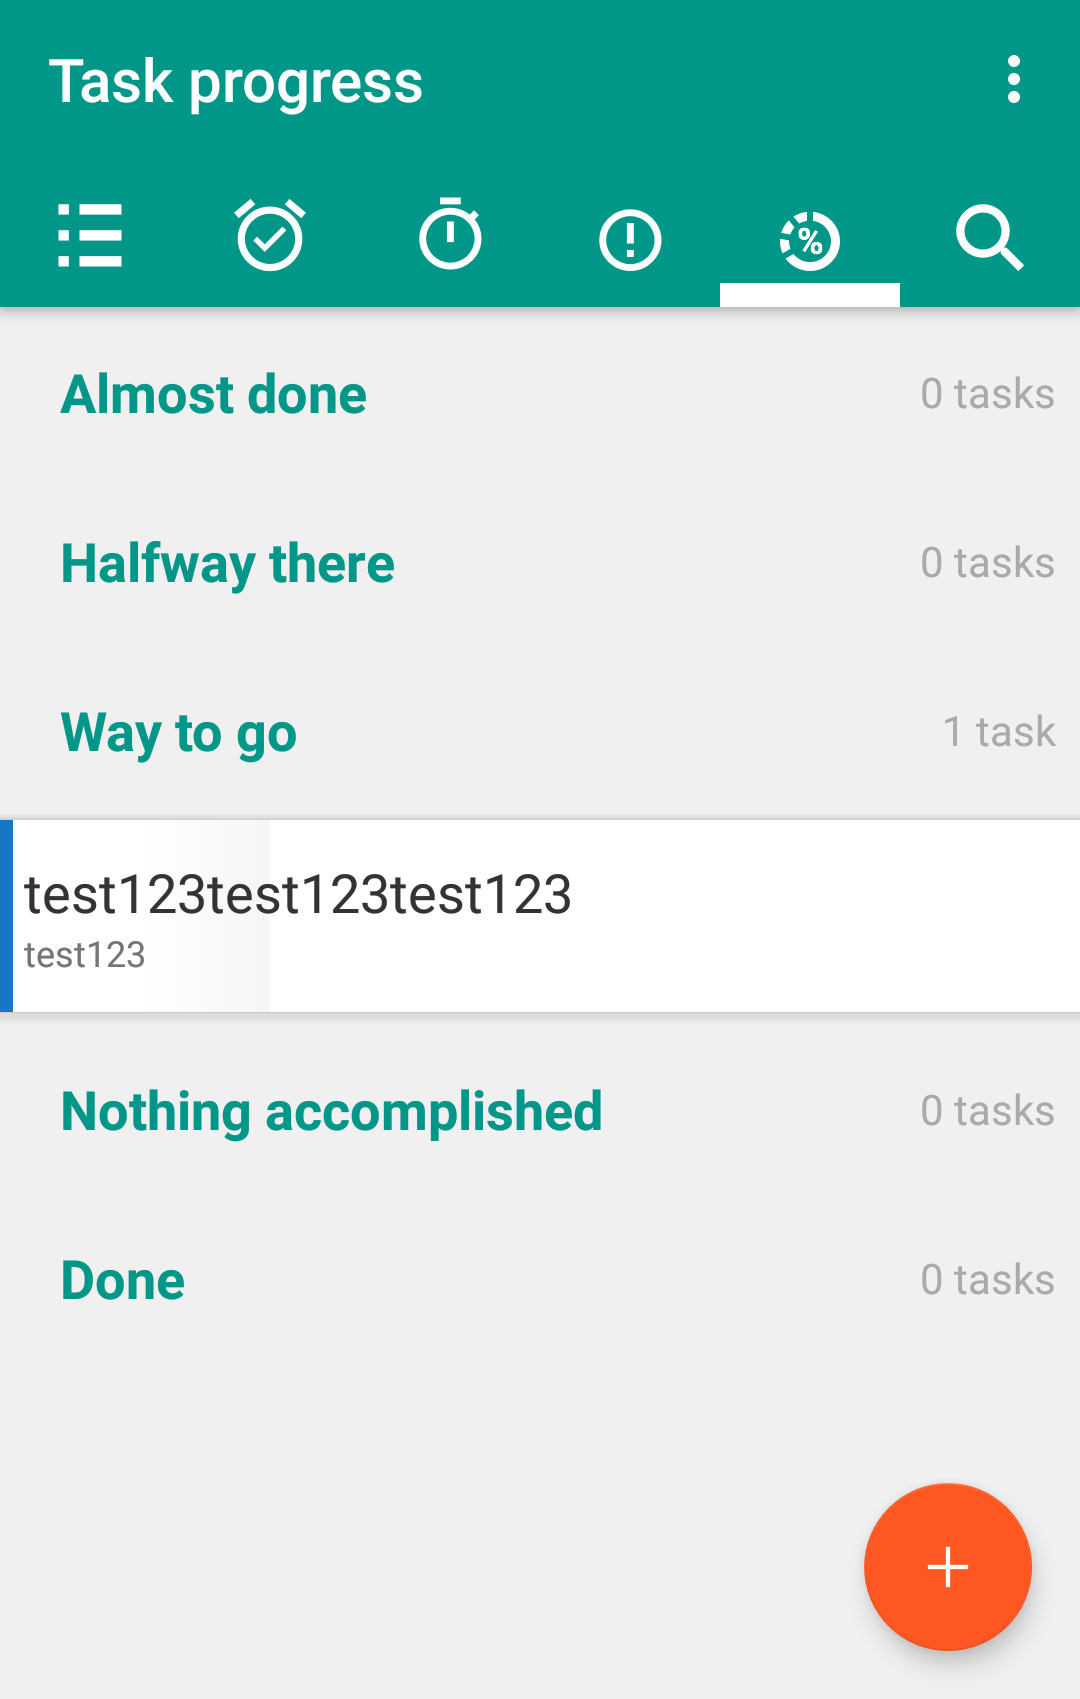 Task progress
%
Almost done 0 tasks
Halfway there 0 tasks
Way to go 1 task
test123test123test123
test123
Nothing accomplished 0 tasks
Done 0 tasks